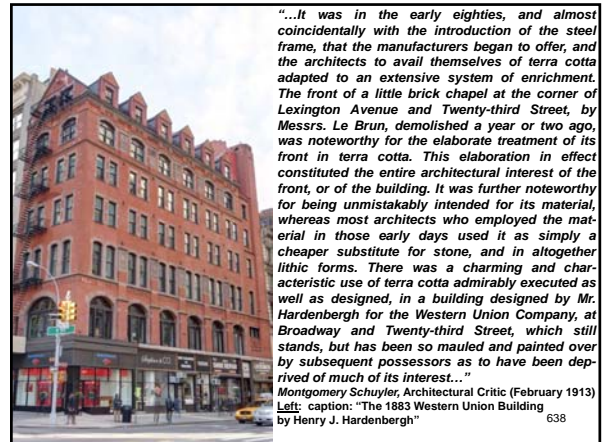 “…It was in the early eighties, and almost
coincidentally with the introduction of the steel
frame, that the manufacturers began to offer, and
the architects to avail themselves of terra cotta
adapted to an extensive system of enrichment.
The front of a little brick chapel at the corner of
Lexington Avenue and Twenty-third Street, by
Messrs. Le Brun, demolished a year or two ago,
was noteworthy for the elaborate treatment of its
front in terra cotta. This elaboration in effect
constituted the entire architectural interest of the
front, or of the building. It was further noteworthy
for being unmistakably intended for its material,
whereas most architects who employed the mat-
erial in those early days used it as simply a
cheaper substitute for stone, and in altogether
lithic forms. There was a charming and char-
acteristic use of terra cotta admirably executed as
well as designed, in a building designed by Mr.
Hardenbergh for the Western Union Company, at
Broadway and Twenty-third Street, which still
stands, but has been so mauled and painted over
by subsequent possessors as to have been dep-
rived of much of its interest…”
Montgomery Schuyler, Architectural Critic (February 1913)
Left: caption: “The 1883 Western Union Building
by Henry J. Hardenbergh”
638